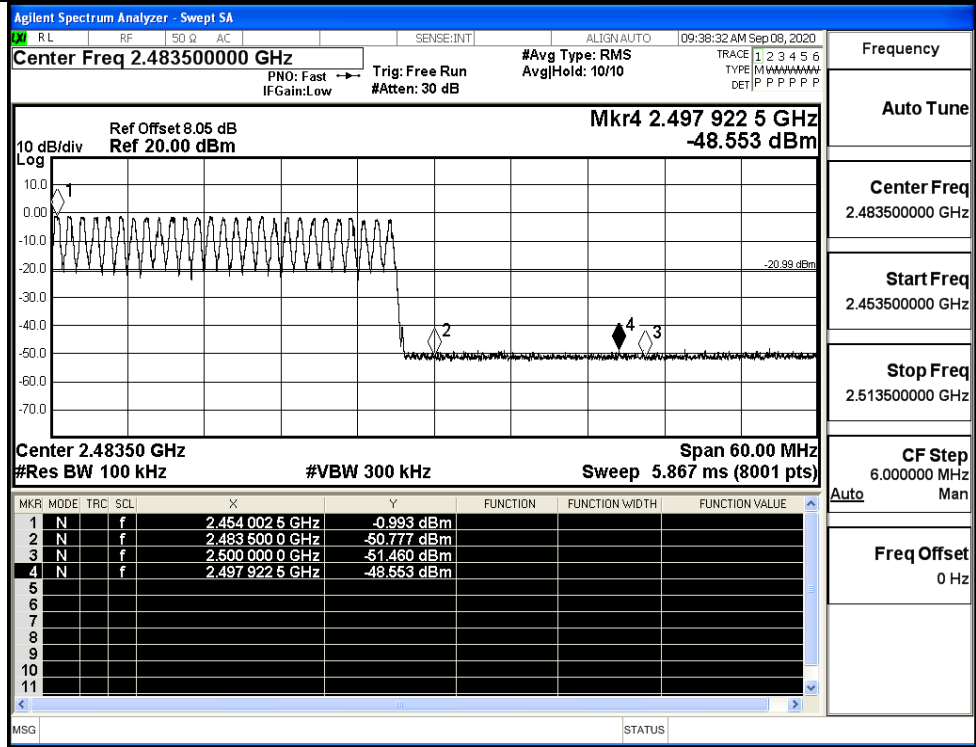 Agilent Spectrum Analyzer - Swept SA
LXI RL RF 50 Ω AC SENSE:INT ALIGN AUTO 09:38:32 AM Sep 08, 2020
Center Freq 2.483500000 GHz
PNO: Fast
IFGain:Low
Trig: Free Run
#Atten: 30 dB
#Avg Type: RMS
Avg|Hold: 10/10
TRACE 1 2 3 4 5 6
TYPE M WWWWW
DET P P P P P P
Ref Offset 8.05 dB
10 dB/div Ref 20.00 dBm
Log
Mkr4 2.497 922 5 GHz
-48.553 dBm
10.0
0.00
-10.0
-20.0
-30.0
-40.0
-50.0
-60.0
-70.0
1
2
4
3
-20.99 dBm
Center 2.48350 GHz Span 60.00 MHz
#Res BW 100 kHz #VBW 300 kHz Sweep 5.867 ms (8001 pts)
MKR MODE TRC SCL X Y FUNCTION FUNCTION WIDTH FUNCTION VALUE
1 N f 2.454 002 5 GHz -0.993 dBm
2 N f 2.483 500 0 GHz -50.777 dBm
3 N f 2.500 000 0 GHz -51.460 dBm
4 N f 2.497 922 5 GHz -48.553 dBm
5
6
7
8
9
10
11
MSG STATUS
Frequency
Auto Tune
Center Freq
2.483500000 GHz
Start Freq
2.453500000 GHz
Stop Freq
2.513500000 GHz
CF Step
6.000000 MHz
Auto Man
Freq Offset
0 Hz